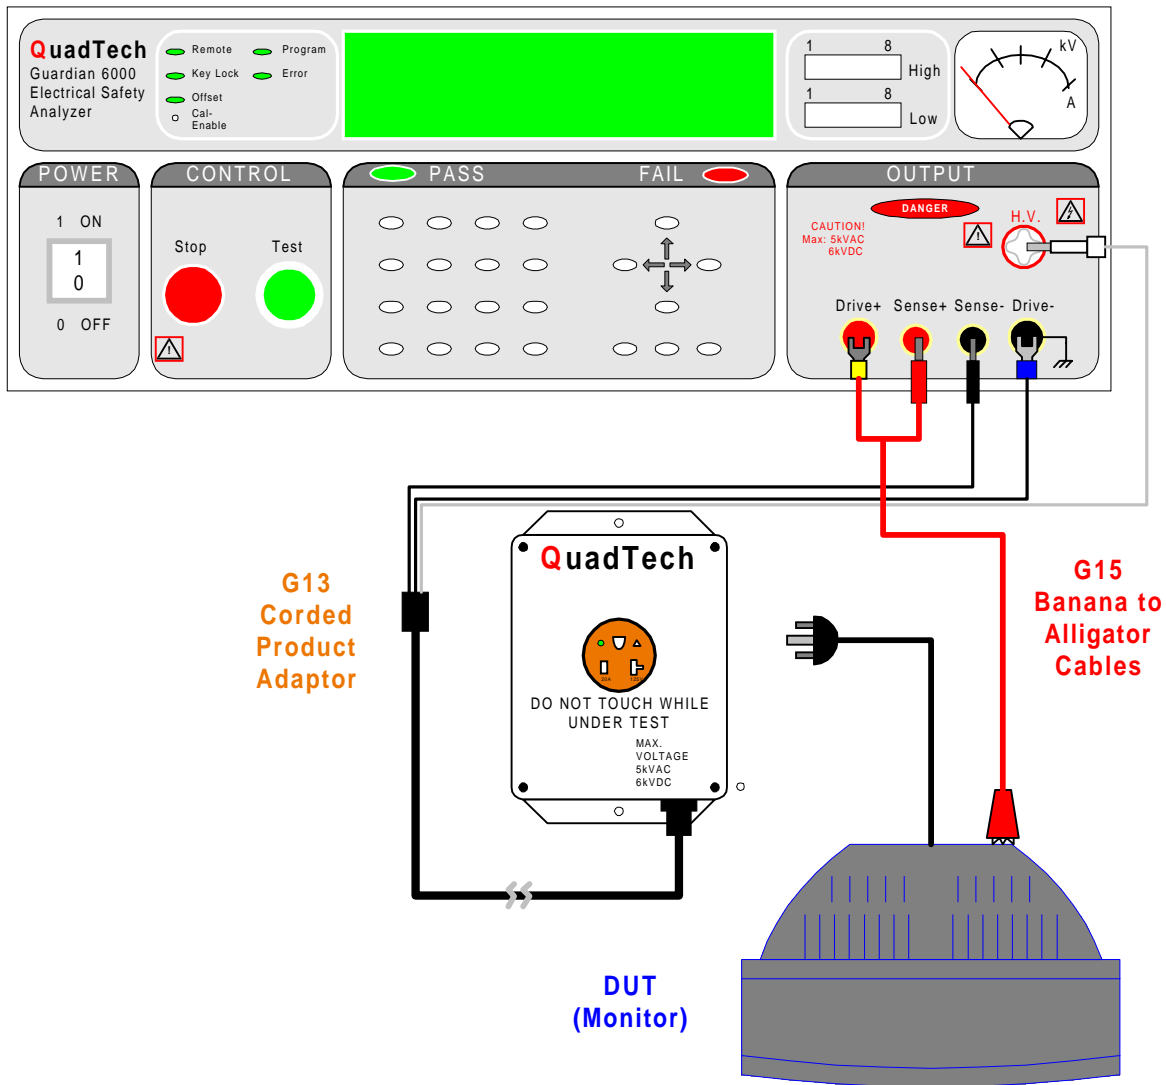 QuadTech
Guardian 6000
Electrical Safety
Analyzer
Remote
Program
Key Lock
Error
Offset
Cal-
Enable
1 8
High
1 8
Low
kV
A
POWER
1 ON
1
0
0 OFF
CONTROL
Stop
Test
PASS
FAIL
OUTPUT
DANGER
CAUTION!
Max: 5kVAC
6kVDC
H.V.
Drive+
Sense+
Sense-
Drive-
G13
Corded
Product
Adaptor
QuadTech
20A
125V
DO NOT TOUCH WHILE
UNDER TEST
MAX.
VOLTAGE
5kVAC
6kVDC
G15
Banana to
Alligator
Cables
DUT
(Monitor)